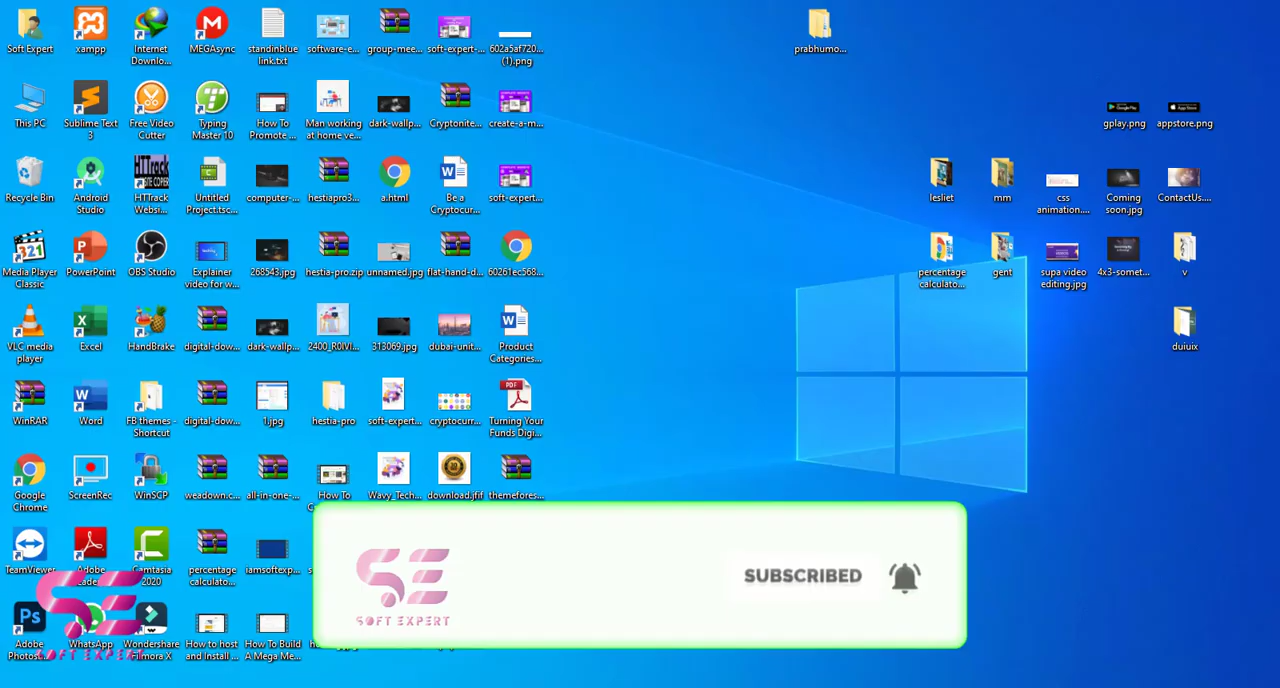 Soft Expert
xampp
Internet
Downlo...
MEGAsync
standinblue
link.txt
software-e...
group-mee...
soft-expert-...
602a5af720...
(1).png
prabhumo...
This PC
Sublime Text
3
Free Video
Cutter
Typing
Master 10
How To
Promote ...
Man working
at home ve...
dark-wallp...
Cryptonite...
create-a-m...
gplay.png
appstore.png
Recycle Bin
Android
Studio
HTTrack
Websi...
Untitled
Project.tsc...
computer-...
hestiapro3...
a.html
Be a
Cryptocur...
soft-expert...
lesliet
mm
css
animation....
Coming
soon.jpg
ContactUs....
Media Player
Classic
PowerPoint
OBS Studio
Explainer
video for w...
268543.jpg
hestia-pro.zip
unnamed.jpg
flat-hand-d...
60261ec568...
percentage
calculato...
gent
supa video
editing.jpg
4x3-somet...
v
VLC media
player
Excel
HandBrake
digital-dow...
dark-wallp...
2400_R0IVI...
313069.jpg
dubai-unit...
Product
Categories...
duiuix
WinRAR
Word
FB themes -
Shortcut
digital-dow...
1.jpg
hestia-pro
soft-expert...
cryptocurr...
Turning Your
Funds Digi...
Google
Chrome
ScreenRec
WinSCP
weadown.c...
all-in-one-...
How To
Wavy_Tech...
download.jfif
themefores...
TeamViewer
Adobe
Camtasia
2020
percentage
calculato...
iamsoftexp...
SE
SOFT EXPERT
SUBSCRIBED
Adobe
Photos...
WhatsApp
Wondershare
Filmora X
How to host
and Install ...
How To Build
A Mega Me...
SE
SOFT EXPERT